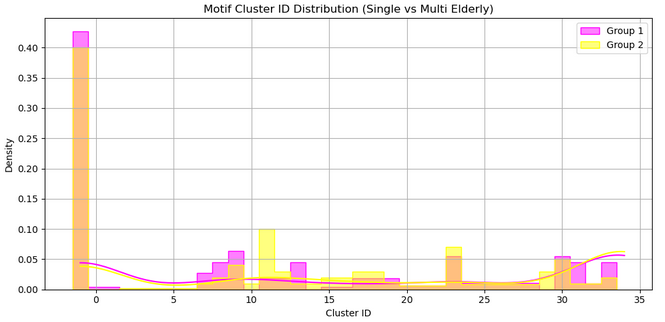 Motif Cluster ID Distribution (Single vs Multi Elderly)
Group 1
Group 2
0.40
0.35
0.30
0.25
0.20
0.15
0.10
0.05
0.00
Density
0 5 10 15 20 25 30 35
Cluster ID